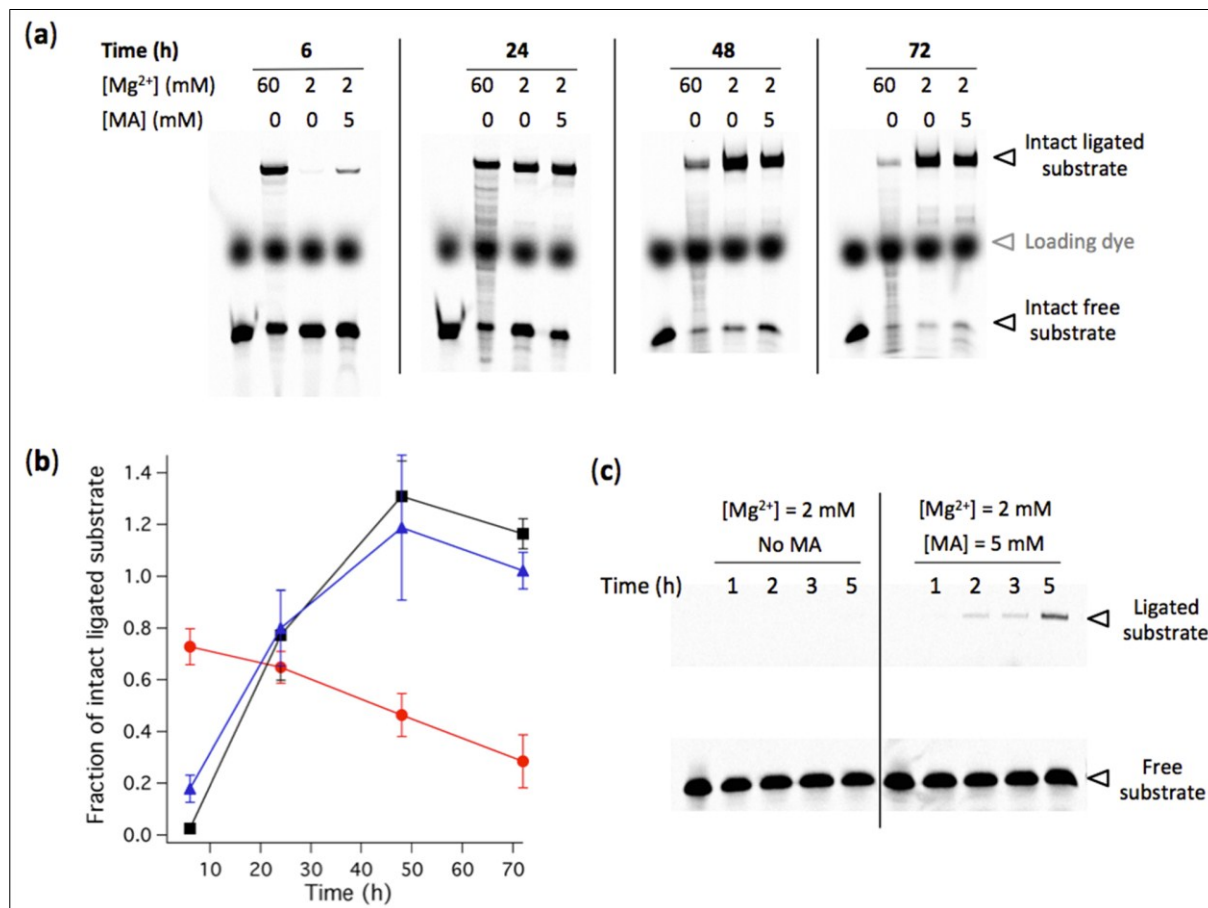 (a)
Time (h) 6 24 48 72
[Mg²⁺] (mM) 60 2 2 60 2 2 60 2 2 60 2 2
[MA] (mM) 0 0 5 0 0 5 0 0 5 0 0 5
Intact ligated
substrate
Loading dye
Intact free
substrate
(b)
Fraction of intact ligated substrate
1.4
1.2
1.0
0.8
0.6
0.4
0.2
0.0
10 20 30 40 50 60 70
Time (h)
(c)
[Mg²⁺] = 2 mM [Mg²⁺] = 2 mM
No MA [MA] = 5 mM
Time (h) 1 2 3 5 1 2 3 5
Ligated
substrate
Free
substrate